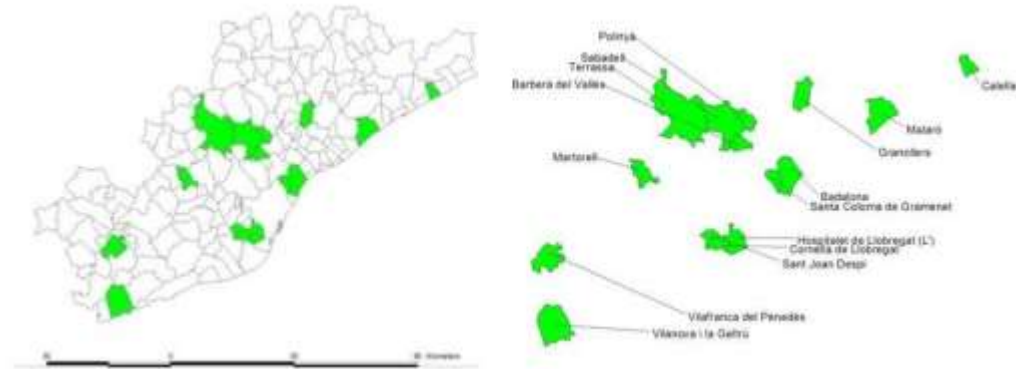 Polinyà
Sabadell
Terrassa
Barberà del Vallès
Calella
Mataró
Granollers
Martorell
Badalona
Santa Coloma de Gramenet
Hospitalet de Llobregat (L')
Cornellà de Llobregat
Sant Joan Despí
Vilafranca del Penedès
Vilanova i la Geltrú
0